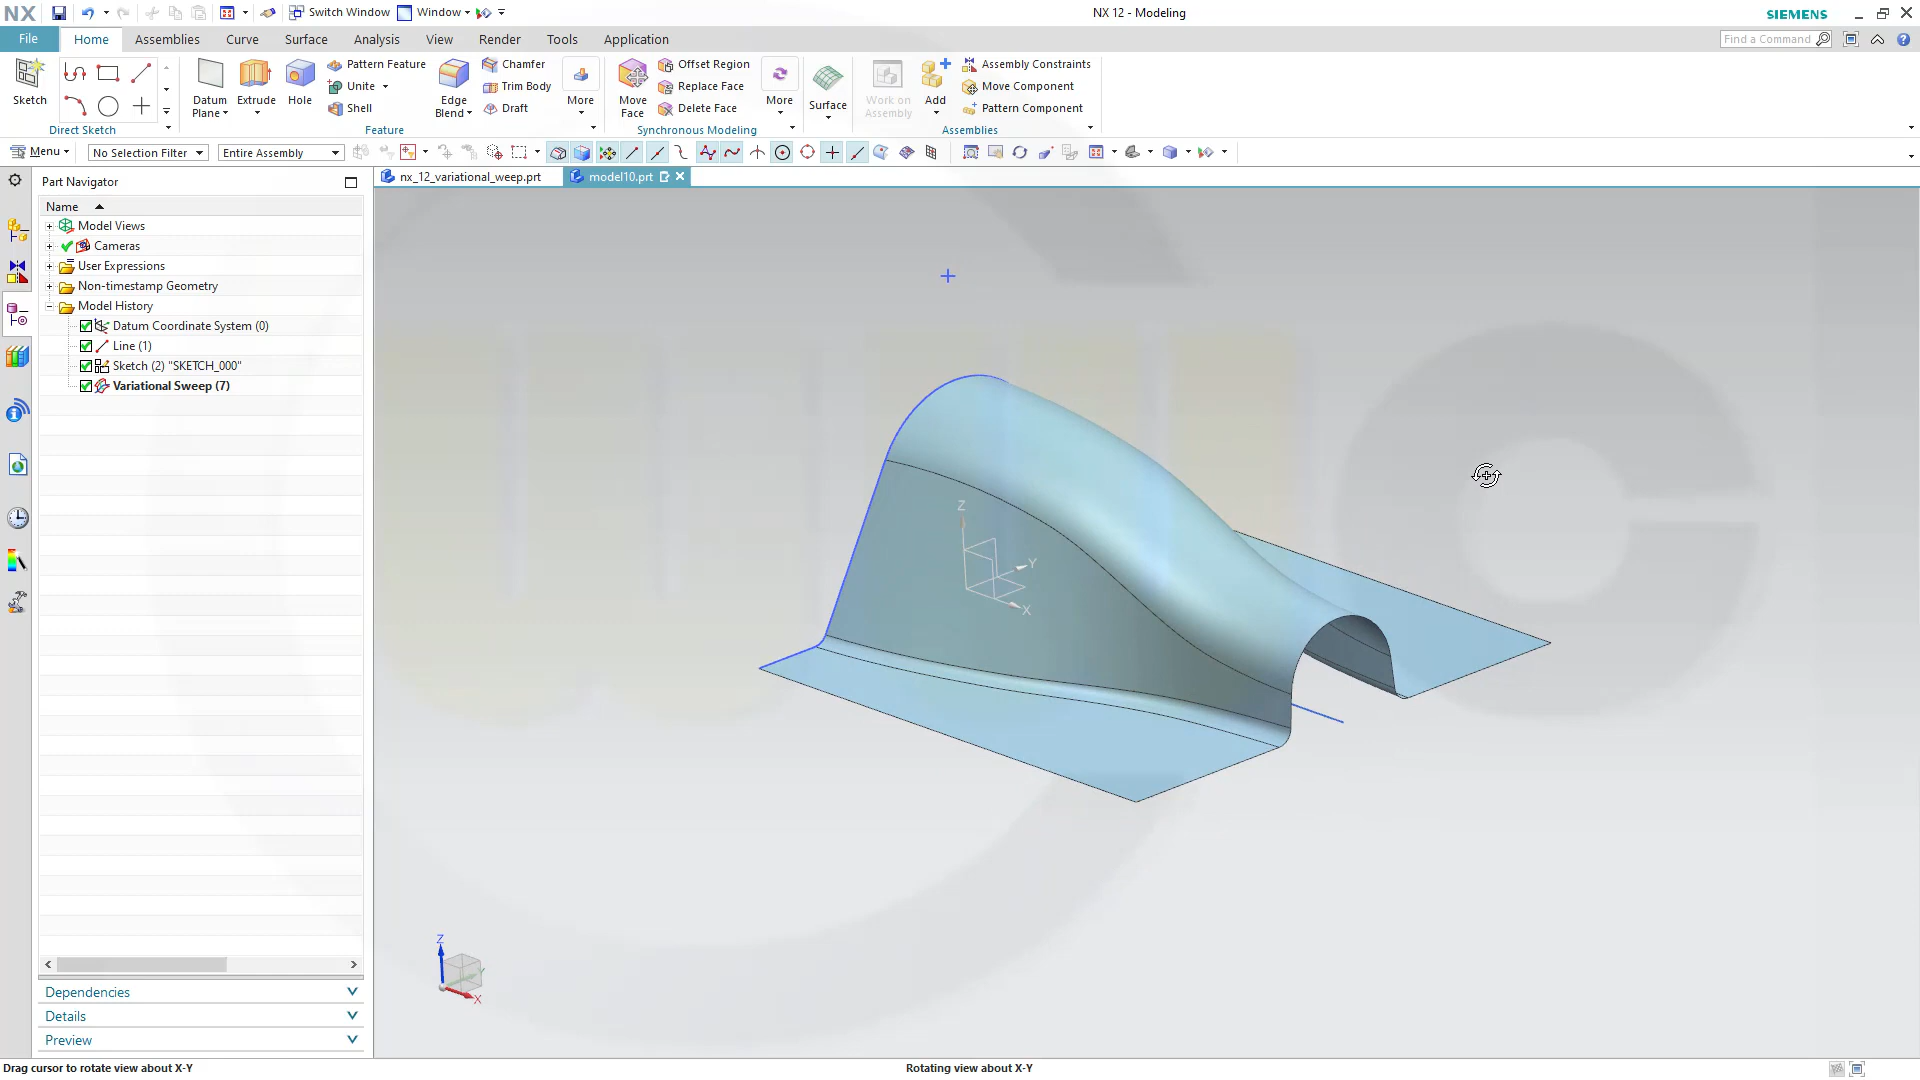 NX
Switch Window
Window
NX 12 - Modeling
SIEMENS
File
Home
Assemblies
Curve
Surface
Analysis
View
Render
Tools
Application
Find a Command
Sketch
Direct Sketch
Datum
Plane
Extrude
Hole
Pattern Feature
Unite
Shell
Edge
Blend
Chamfer
Trim Body
Draft
More
Feature
Move
Face
Offset Region
Replace Face
Delete Face
More
Synchronous Modeling
Surface
Work on
Assembly
Add
Assembly Constraints
Move Component
Pattern Component
Assemblies
Menu
No Selection Filter
Entire Assembly
Part Navigator
nx_12_variational_weep.prt
model10.prt
Name
Model Views
Cameras
User Expressions
Non-timestamp Geometry
Model History
Datum Coordinate System (0)
Line (1)
Sketch (2) "SKETCH_000"
Variational Sweep (7)
Z
Y
X
Z
Y
X
Dependencies
Details
Preview
Drag cursor to rotate view about X-Y
Rotating view about X-Y